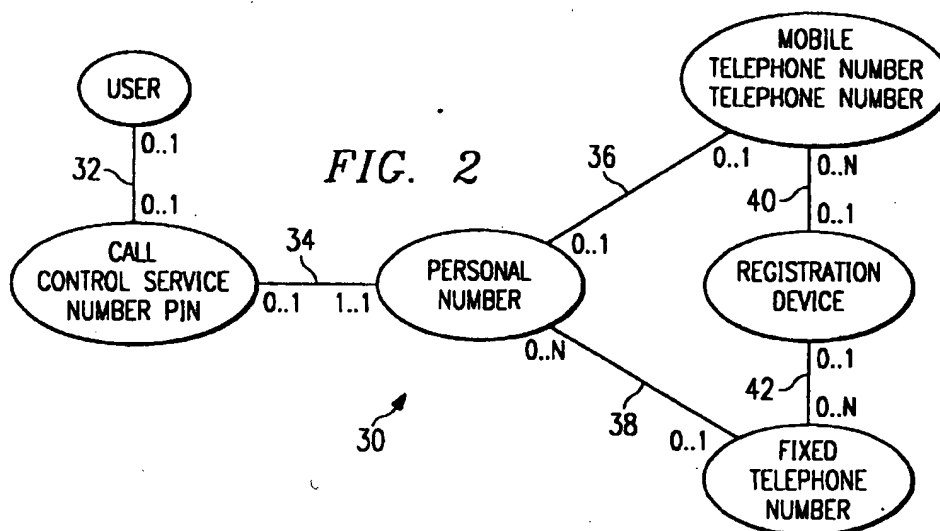 USER
0..1
32
0..1
CALL
CONTROL SERVICE
NUMBER PIN
FIG. 2
34
0..1
1..1
PERSONAL
NUMBER
0..1
0..N
36
0..1
MOBILE
TELEPHONE NUMBER
TELEPHONE NUMBER
0..N
40
0..1
REGISTRATION
DEVICE
0..1
42
0..N
38
0..1
FIXED
TELEPHONE
NUMBER
30